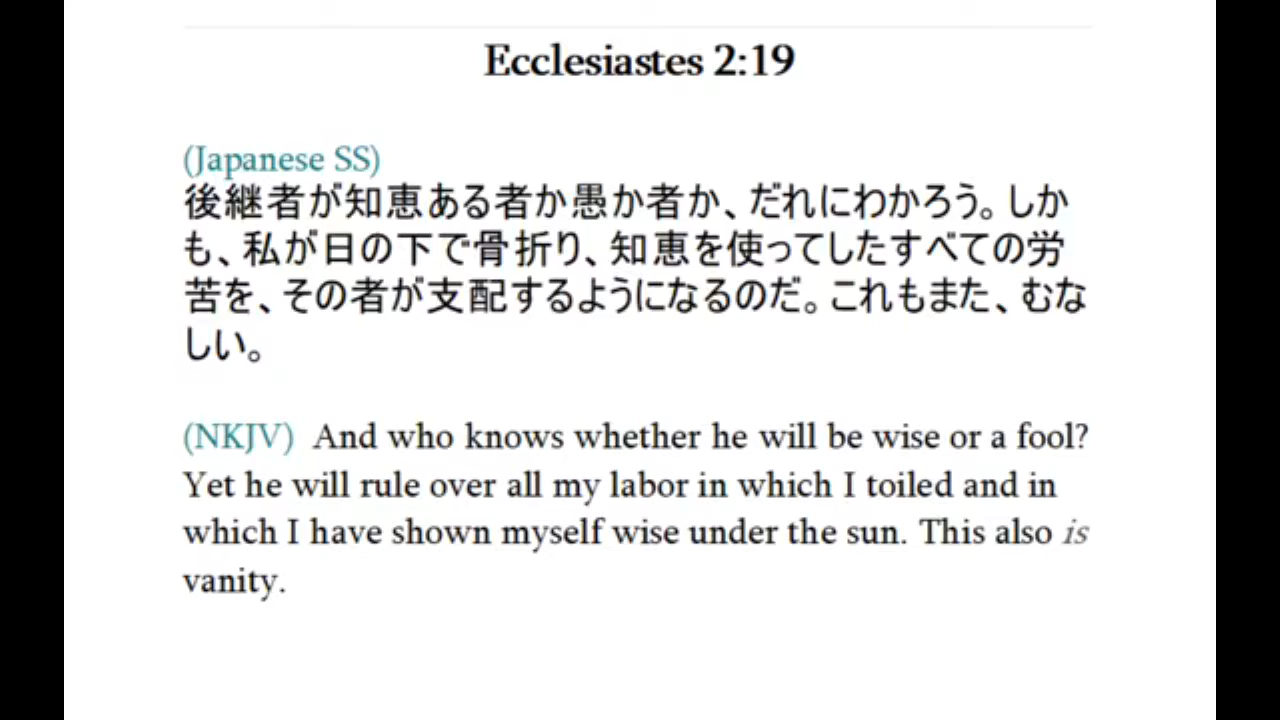 Ecclesiastes 2:19
(Japanese SS)
後継者が知恵ある者か愚か者か、だれにわかろう。しか
も、私が日の下で骨折り、知恵を使ってしたすべての労
苦を、その者が支配するようになるのだ。これもまた、むな
しい。
(NKJV) And who knows whether he will be wise or a fool?
Yet he will rule over all my labor in which I toiled and in
which I have shown myself wise under the sun. This also is
vanity.